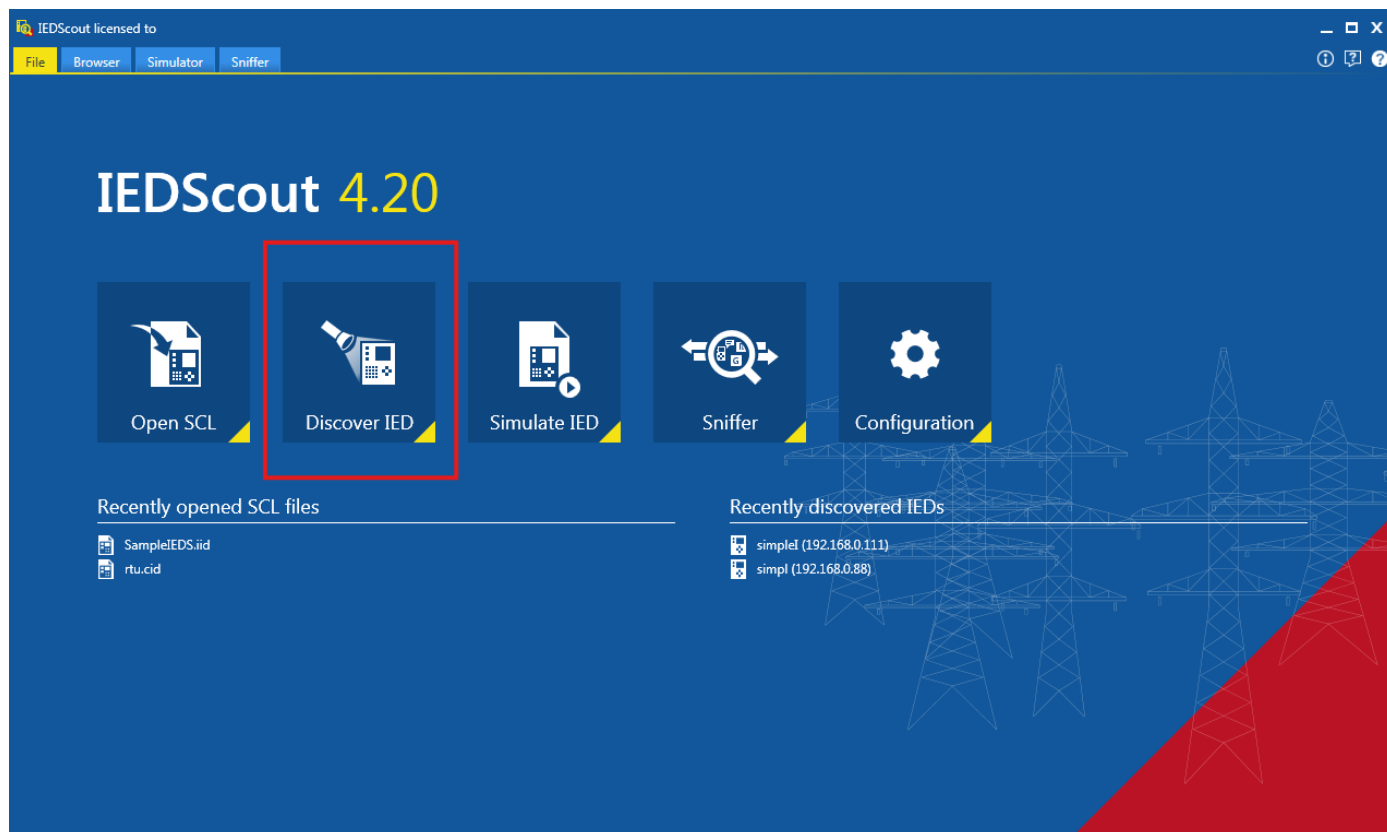 IEDScout licensed to
File Browser Simulator Sniffer
IEDScout 4.20
Open SCL Discover IED Simulate IED Sniffer Configuration
Recently opened SCL files
SampleIEDS.iid
rtu.cid
Recently discovered IEDs
simpleI (192.168.0.111)
simpl (192.168.0.88)